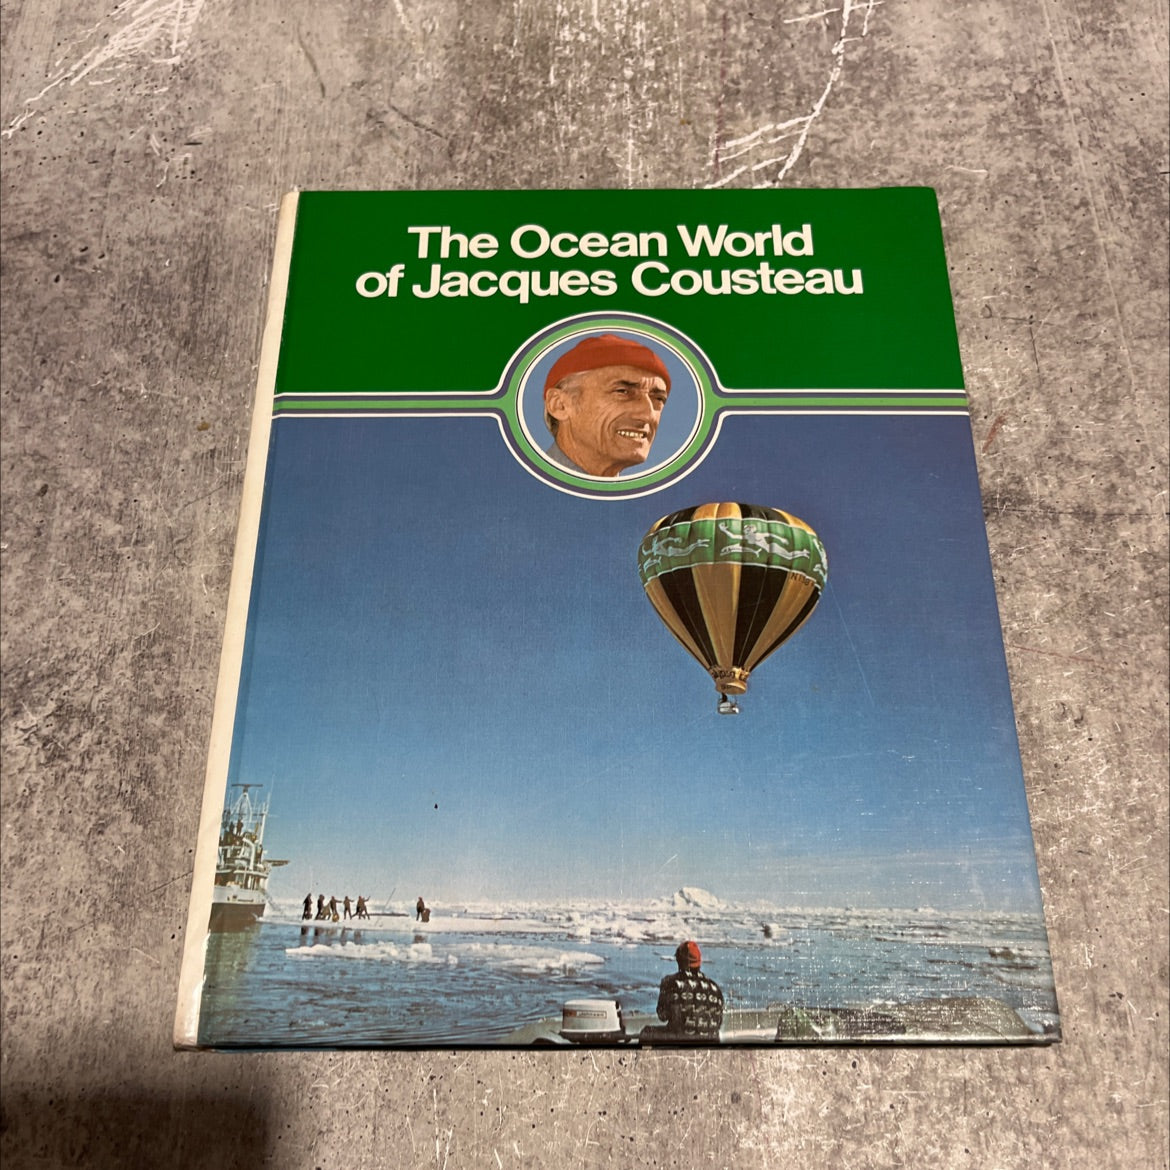 The Ocean World
of Jacques Cousteau